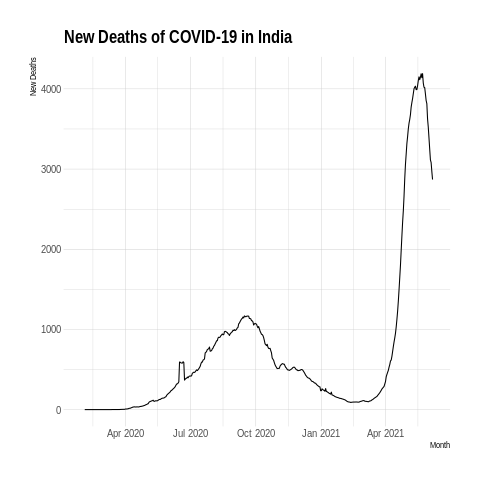 New Deaths of COVID-19 in India
New Deaths
4000
3000
2000
1000
0
Apr 2020 Jul 2020 Oct 2020 Jan 2021 Apr 2021
Month